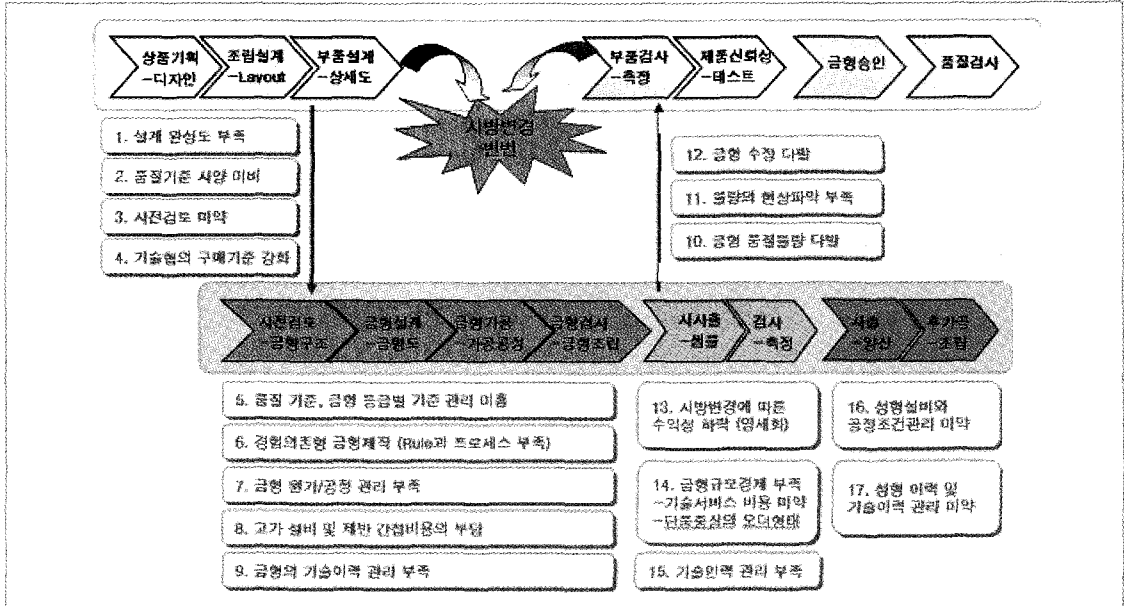 상품기획
-디자인
조립설계
-Layout
부품설계
-상세도
부품검사
-측정
제품신뢰성
-테스트
금형승인
품질검사
시방변경
빈번
1. 설계 완성도 부족
2. 품질기준 사양 미비
3. 사전검토 미약
4. 기술협의 구매기준 강화
12. 금형 수정 다발
11. 불량의 현상파악 부족
10. 금형 품질불량 다발
사전검토
-금형구조
금형설계
-금형도
금형가공
-가공공정
금형검사
-금형조립
시사출
-샘플
검사
-측정
사출
-양산
후가공
-조립
5. 품질 기준, 금형 등급별 기준 관리 미흡
6. 경험의존형 금형제작 (Rule과 프로세스 부족)
7. 금형 원가/공정 관리 부족
8. 고가 설비 및 제반 간접비용의 부담
9. 금형의 기술이력 관리 부족
13. 시방변경에 따른
수익성 하락 (영세화)
14. 금형규모경제 부족
-기술서비스 비용 미약
-단품중심의 오더형태
15. 기술인력 관리 부족
16. 성형설비와
공정조건관리 미약
17. 성형 이력 및
기술이력 관리 미약